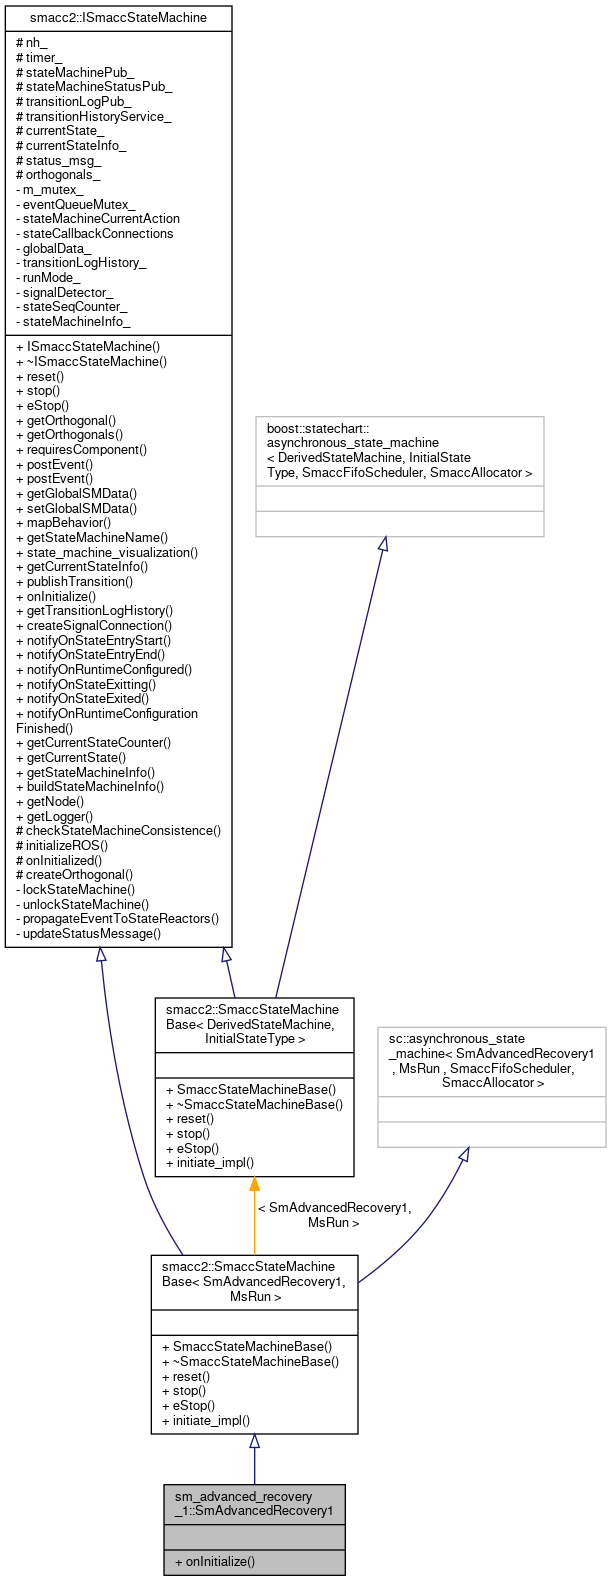 smacc2::ISmaccStateMachine
# nh_
# timer_
# stateMachinePub_
# stateMachineStatusPub_
# transitionLogPub_
# transitionHistoryService_
# currentState_
# currentStateInfo_
# status_msg_
# orthogonals_
- m_mutex_
- eventQueueMutex_
- stateMachineCurrentAction
- stateCallbackConnections
- globalData_
- transitionLogHistory_
- runMode_
- signalDetector_
- stateSeqCounter_
- stateMachineInfo_
+ ISmaccStateMachine()
+ ~ISmaccStateMachine()
+ reset()
+ stop()
+ eStop()
+ getOrthogonal()
+ getOrthogonals()
+ requiresComponent()
+ postEvent()
+ postEvent()
+ getGlobalSMData()
+ setGlobalSMData()
+ mapBehavior()
+ getStateMachineName()
+ state_machine_visualization()
+ getCurrentStateInfo()
+ publishTransition()
+ onInitialize()
+ getTransitionLogHistory()
+ createSignalConnection()
+ notifyOnStateEntryStart()
+ notifyOnStateEntryEnd()
+ notifyOnRuntimeConfigured()
+ notifyOnStateExitting()
+ notifyOnStateExited()
+ notifyOnRuntimeConfiguration
Finished()
+ getCurrentStateCounter()
+ getCurrentState()
+ getStateMachineInfo()
+ buildStateMachineInfo()
+ getNode()
+ getLogger()
# checkStateMachineConsistence()
# initializeROS()
# onInitialized()
# createOrthogonal()
- lockStateMachine()
- unlockStateMachine()
- propagateEventToStateReactors()
- updateStatusMessage()
boost::statechart::
asynchronous_state_machine
< DerivedStateMachine, InitialState
Type, SmaccFifoScheduler, SmaccAllocator >
smacc2::SmaccStateMachine
Base< DerivedStateMachine,
InitialStateType >
+ SmaccStateMachineBase()
+ ~SmaccStateMachineBase()
+ reset()
+ stop()
+ eStop()
+ initiate_impl()
sc::asynchronous_state
_machine< SmAdvancedRecovery1
, MsRun , SmaccFifoScheduler,
SmaccAllocator >
< SmAdvancedRecovery1,
MsRun >
smacc2::SmaccStateMachine
Base< SmAdvancedRecovery1,
MsRun >
+ SmaccStateMachineBase()
+ ~SmaccStateMachineBase()
+ reset()
+ stop()
+ eStop()
+ initiate_impl()
sm_advanced_recovery
_1::SmAdvancedRecovery1
+ onInitialize()